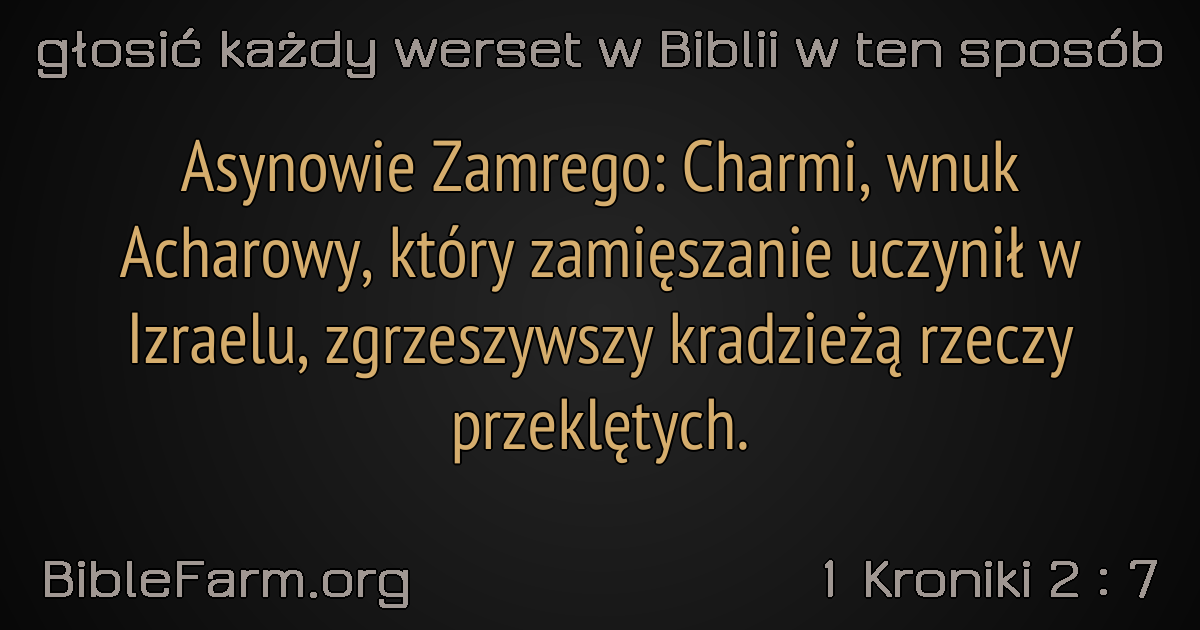 głosić każdy werset w Biblii w ten sposób
Asynowie Zamrego: Charmi, wnuk
Acharowy, który zamięszanie uczynił w
Izraelu, zgrzeszywszy kradzieżą rzeczy
przeklętych.
BibleFarm.org
1 Kroniki 2 : 7